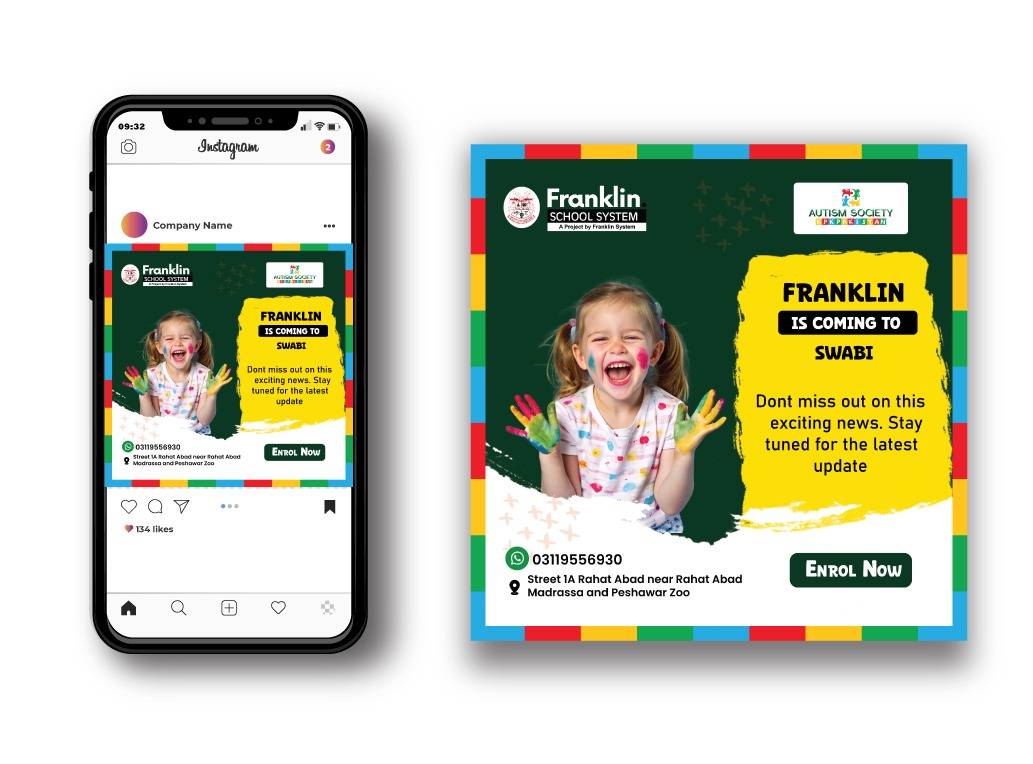 09:32
Instagram
2
Company Name
Franklin
SCHOOL SYSTEM
A Project by Franklin System
AUTISM SOCIETY
KPKPAKISTAN
FRANKLIN
IS COMING TO
SWABI
Dont miss out on this
exciting news. Stay
tuned for the latest
update
03119556930
Street 1A Rahat Abad near Rahat Abad
Madrassa and Peshawar Zoo
Enrol Now
134 likes
Franklin
SCHOOL SYSTEM
A Project by Franklin System
AUTISM SOCIETY
KPKPAKISTAN
FRANKLIN
IS COMING TO
SWABI
Dont miss out on this
exciting news. Stay
tuned for the latest
update
03119556930
Street 1A Rahat Abad near Rahat Abad
Madrassa and Peshawar Zoo
Enrol Now